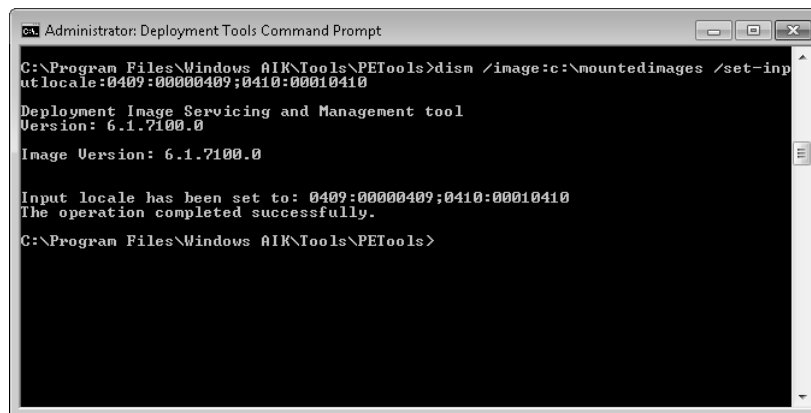 Administrator: Deployment Tools Command Prompt
C:\Program Files\Windows AIK\Tools\PETools>dism /image:c:\mountedimages /set-inp
utlocale:0409:00000409;0410:00010410
Deployment Image Servicing and Management tool
Version: 6.1.7100.0
Image Version: 6.1.7100.0
Input locale has been set to: 0409:00000409;0410:00010410
The operation completed successfully.
C:\Program Files\Windows AIK\Tools\PETools>